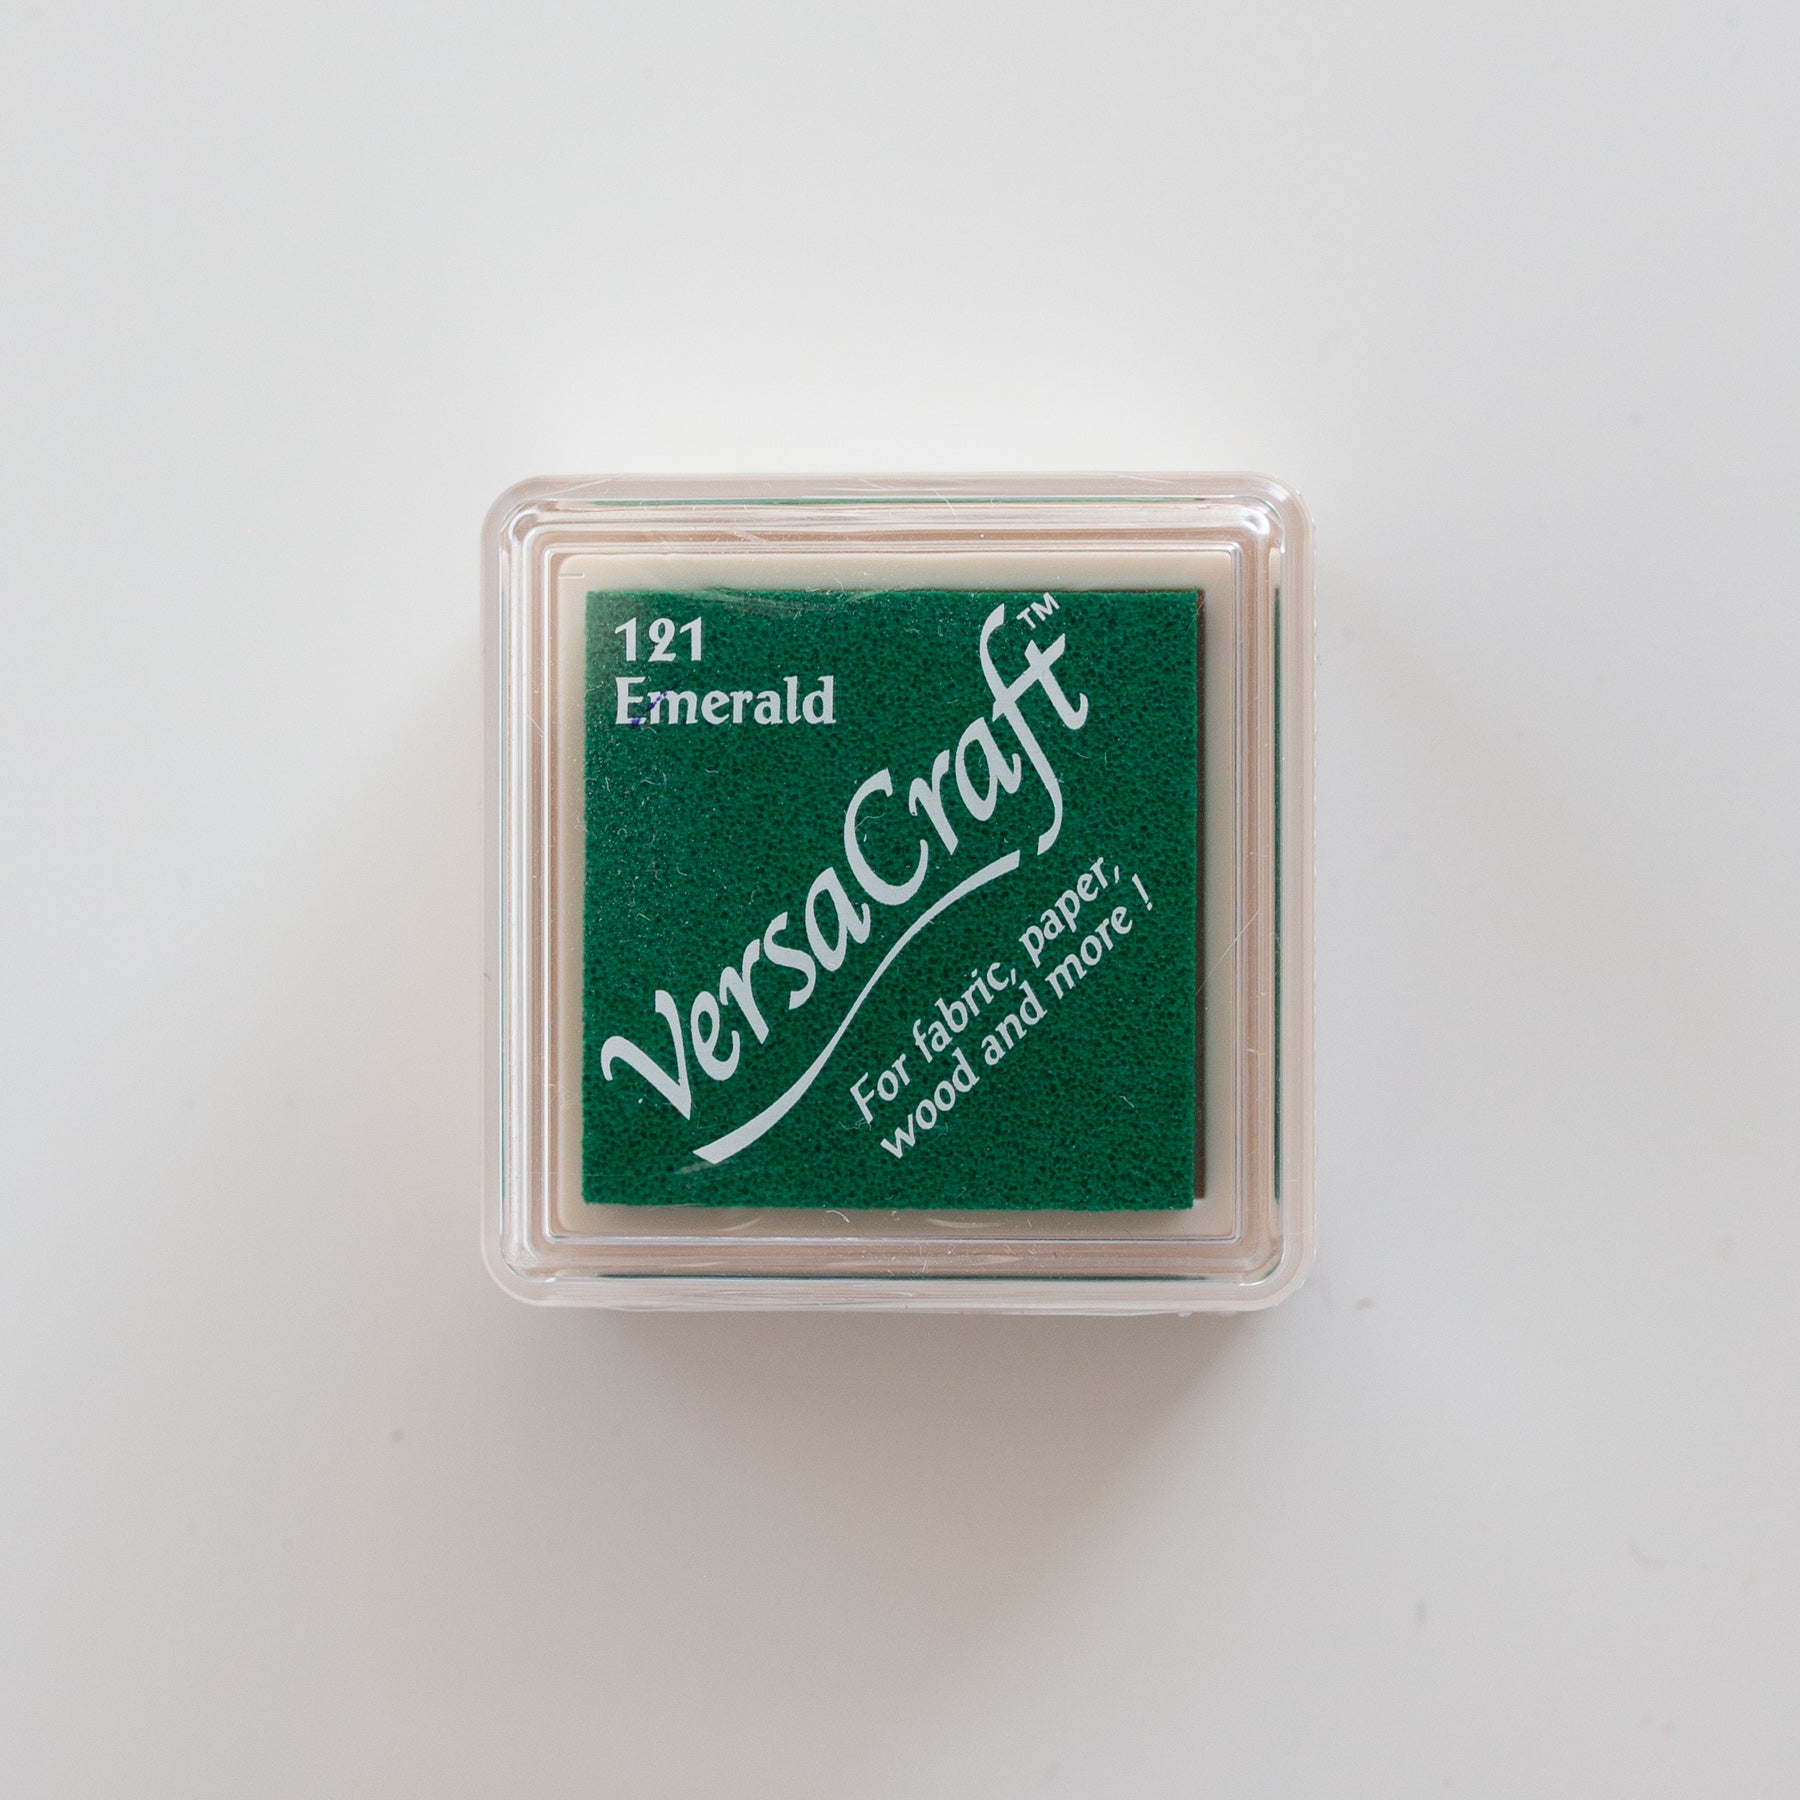 121
Emerald
VersaCraft™
For fabric, paper,
wood and more !